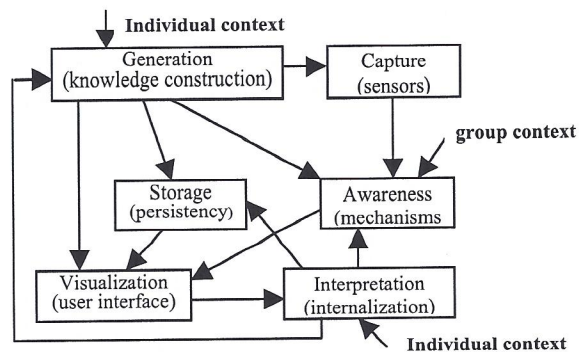 Individual context
Generation
(knowledge construction)
Capture
(sensors)
group context
Storage
(persistency)
Awareness
(mechanisms
Visualization
(user interface)
Interpretation
(internalization)
Individual context